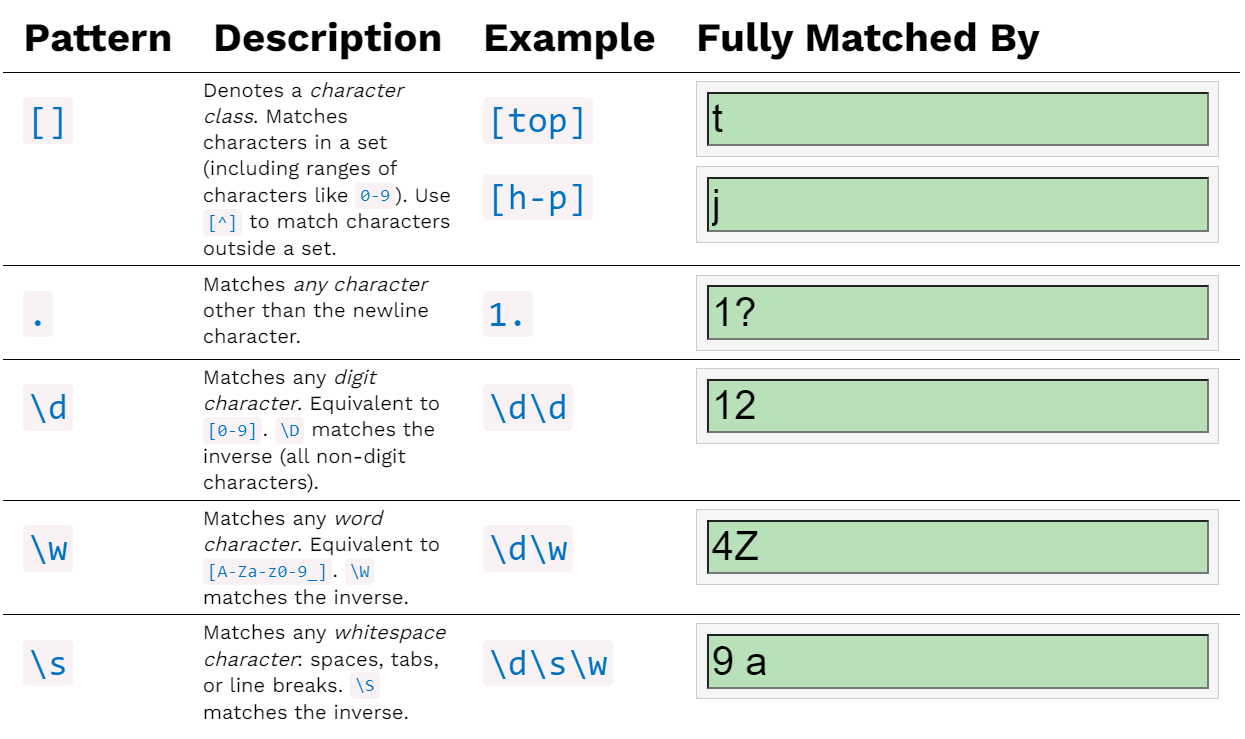 Pattern Description Example Fully Matched By
[] Denotes a character [top] t
class. Matches
characters in a set
(including ranges of
characters like 0-9). Use [h-p] j
[^] to match characters
outside a set.
. Matches any character 1. 1?
other than the newline
character.
\d Matches any digit \d\d 12
character. Equivalent to
[0-9]. \D matches the
inverse (all non-digit
characters).
\w Matches any word \d\w 4Z
character. Equivalent to
[A-Za-z0-9_]. \W
matches the inverse.
\s Matches any whitespace \d\s\w 9 a
character: spaces, tabs,
or line breaks. \S
matches the inverse.